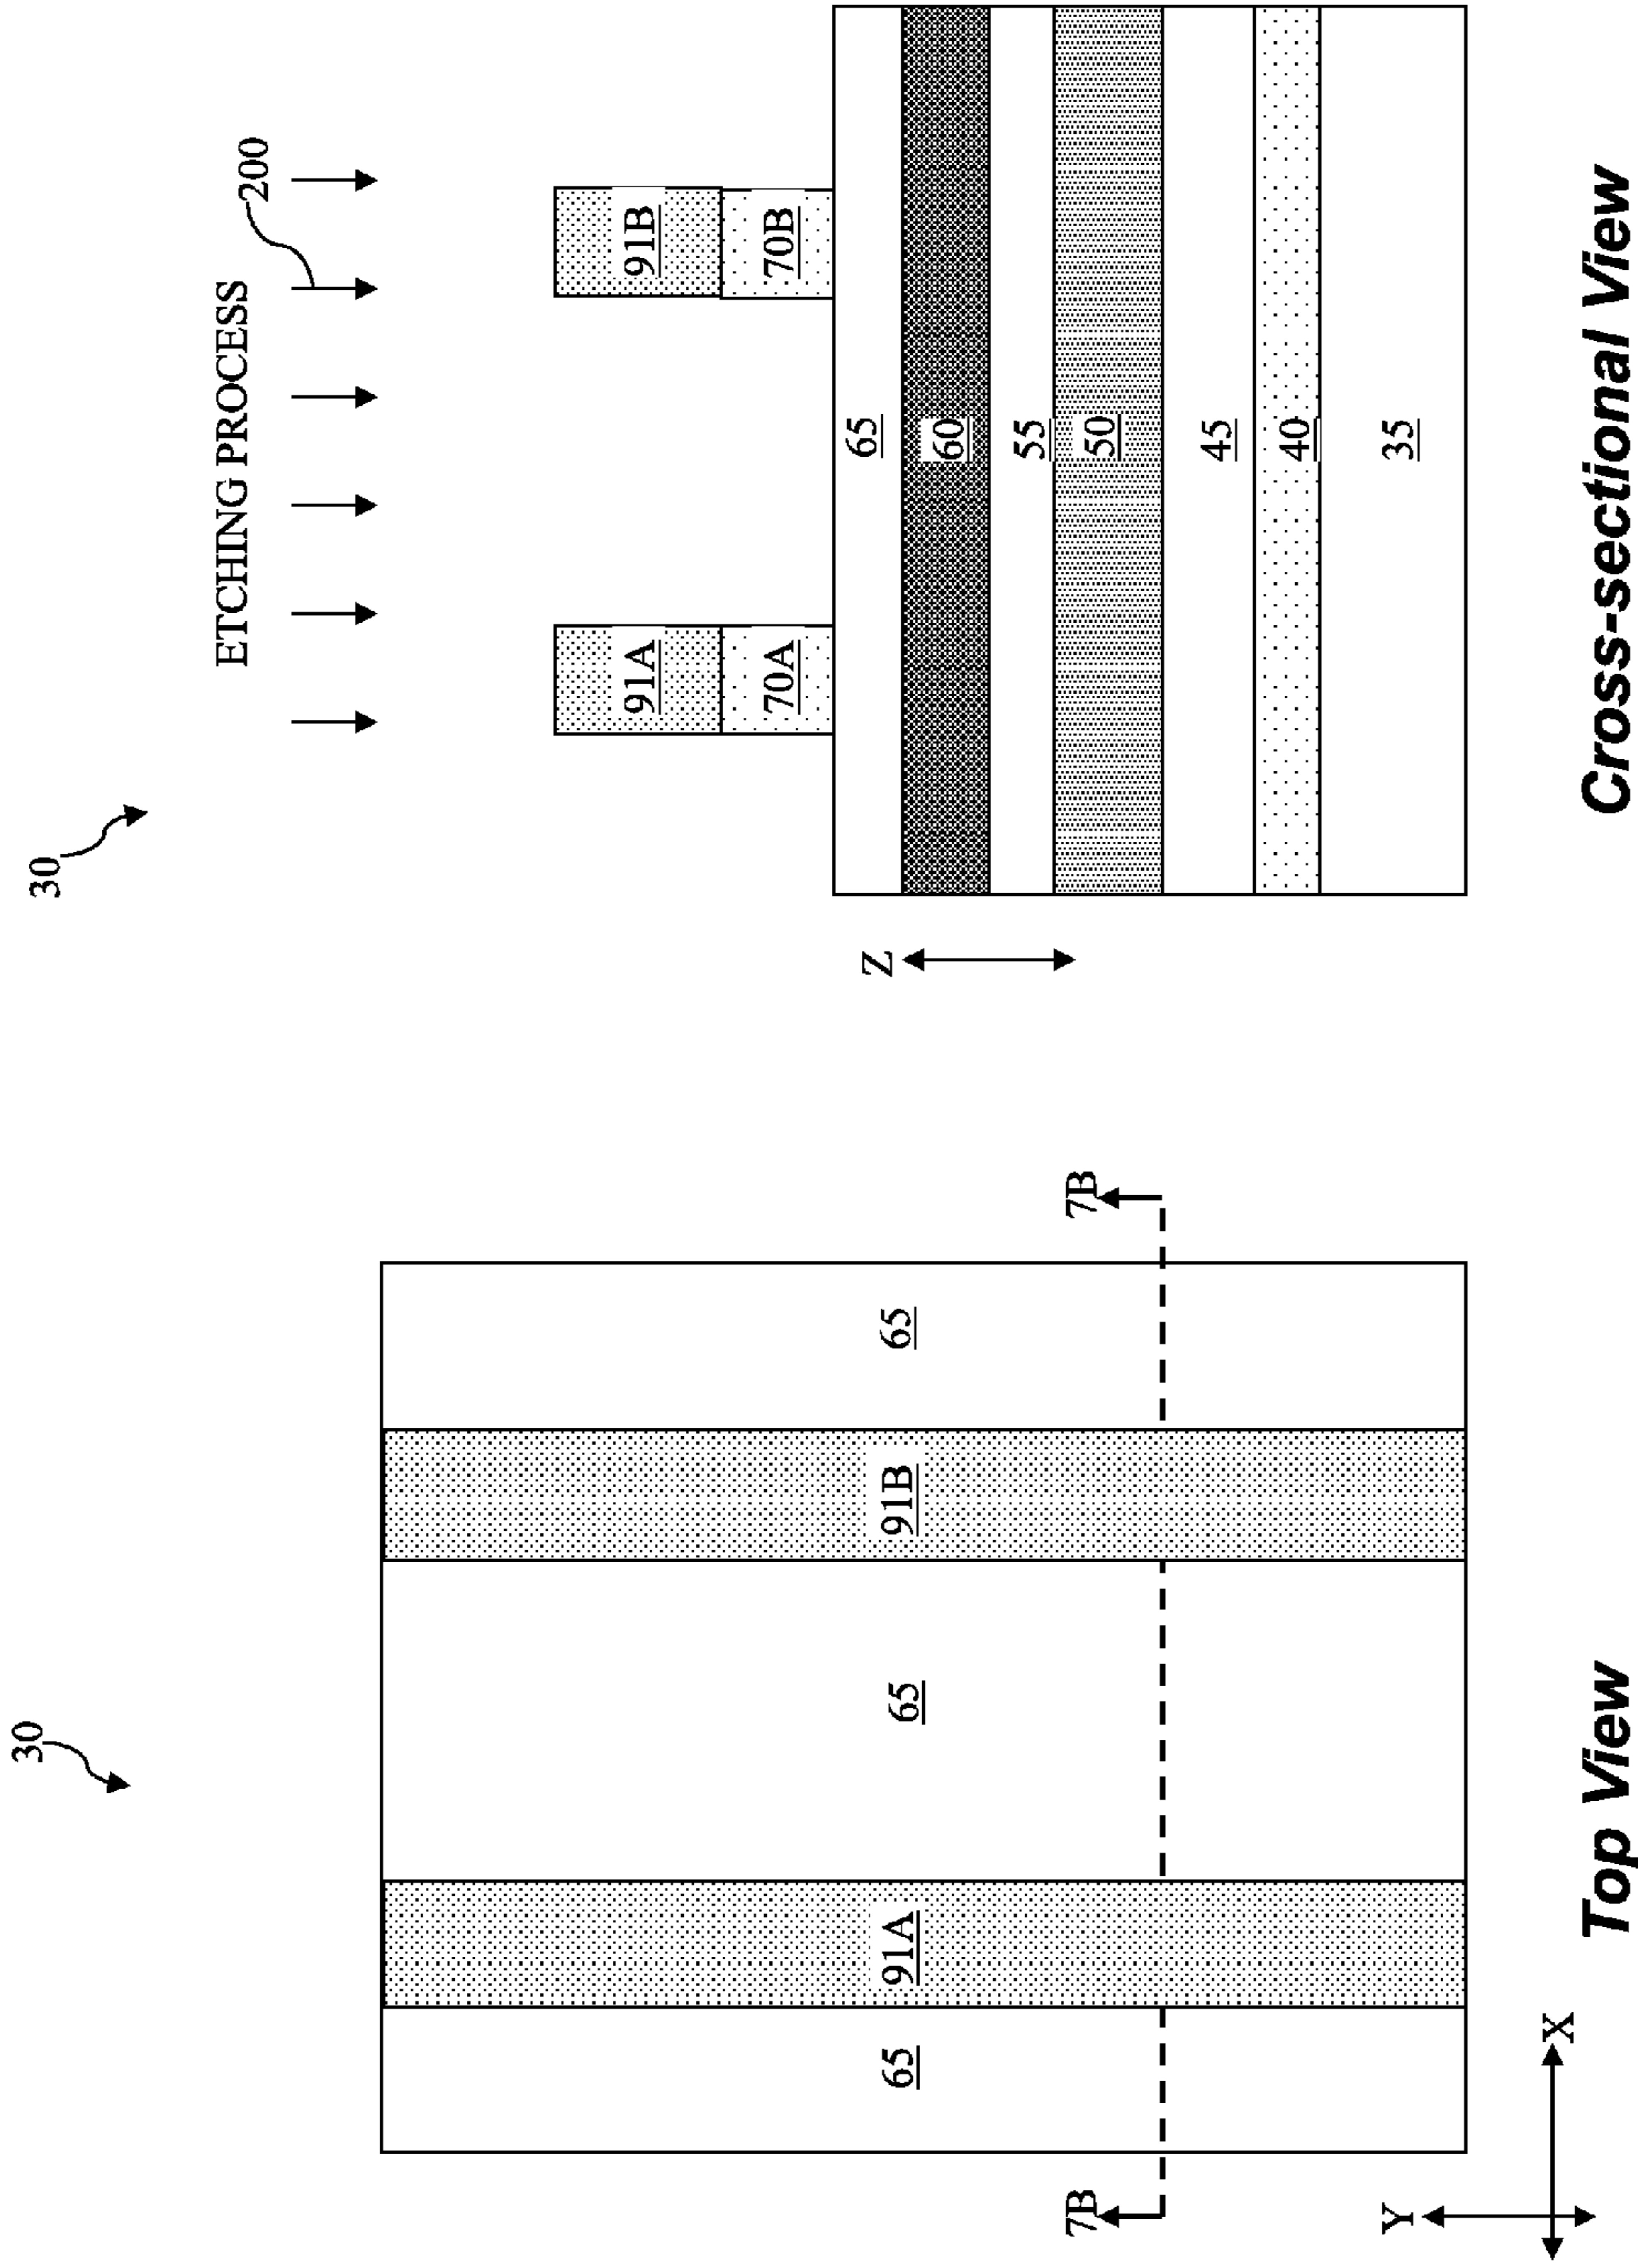 30
65
91A
65
91B
65
7B
7B
Y
X
Top View
30
ETCHING PROCESS
200
91A
91B
70A
70B
Z
65
60
55
50
45
40
35
Cross-sectional View